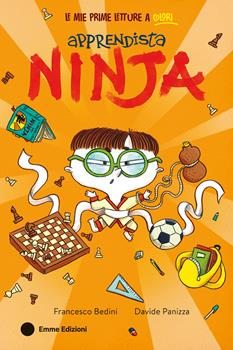 Le mie prime letture a colori
apprendista
NINJA
Francesco Bedini Davide Panizza
Emme Edizioni